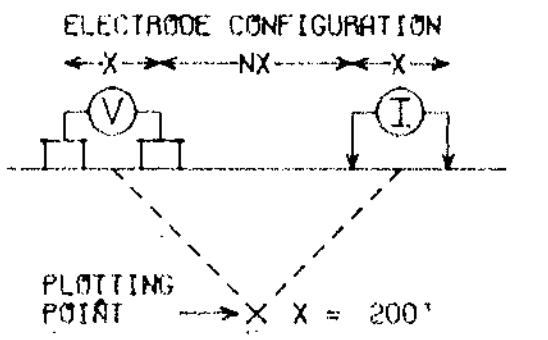 ELECTRODE CONFIGURATION
X NX X
V I
PLOTTING
POINT X X = 200'